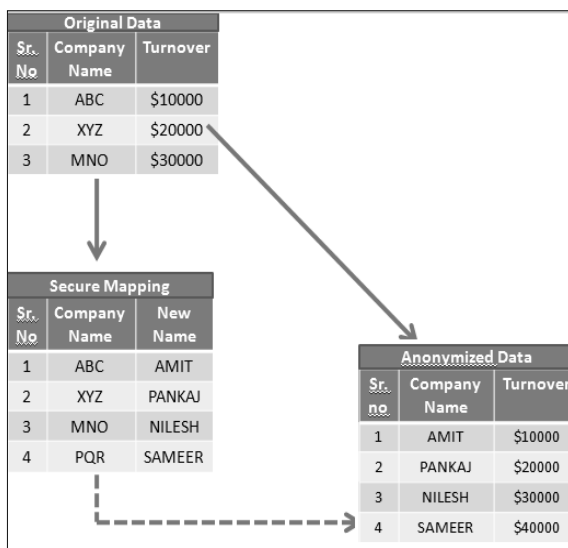 Original Data
Sr. Company Turnover
No Name
1 ABC $10000
2 XYZ $20000
3 MNO $30000
Secure Mapping
Sr. Company New
No Name Name
1 ABC AMIT
2 XYZ PANKAJ
3 MNO NILESH
4 PQR SAMEER
Anonymized Data
Sr. Company Turnover
no Name
1 AMIT $10000
2 PANKAJ $20000
3 NILESH $30000
4 SAMEER $40000